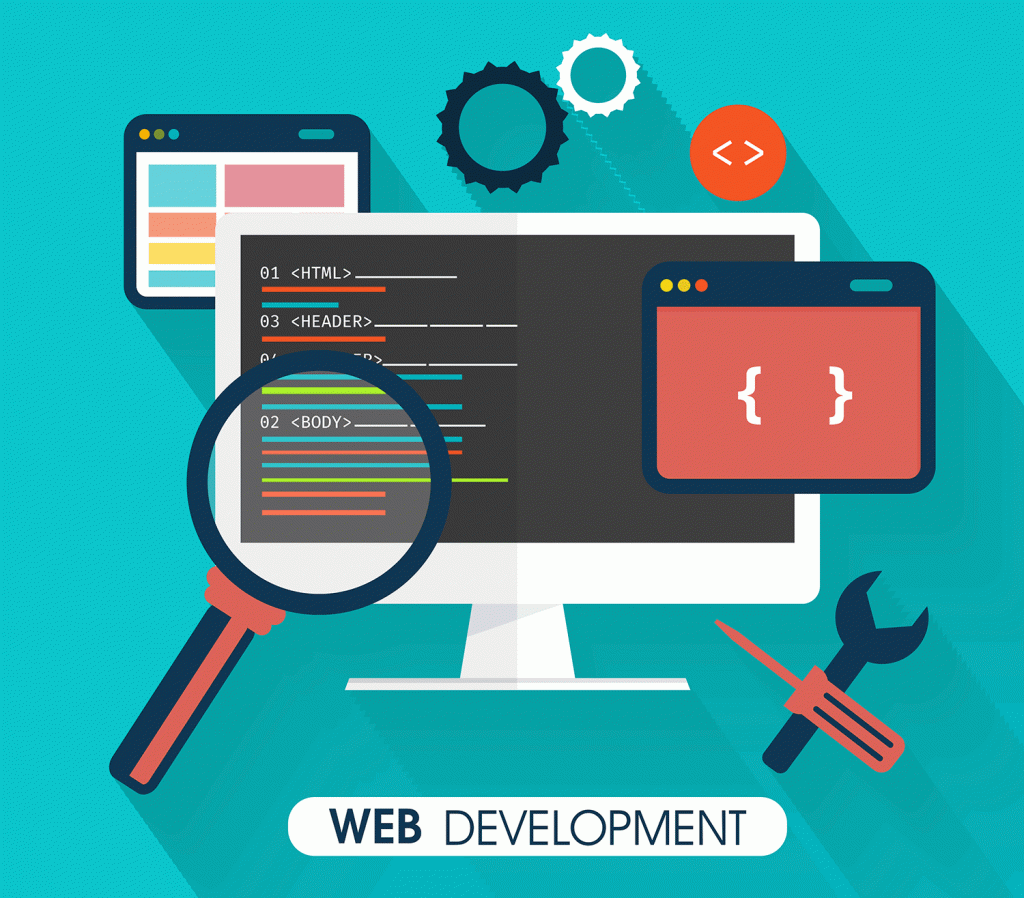 < >
01 <HTML>
03 <HEADER>
{ }
02 <BODY>
WEB DEVELOPMENT